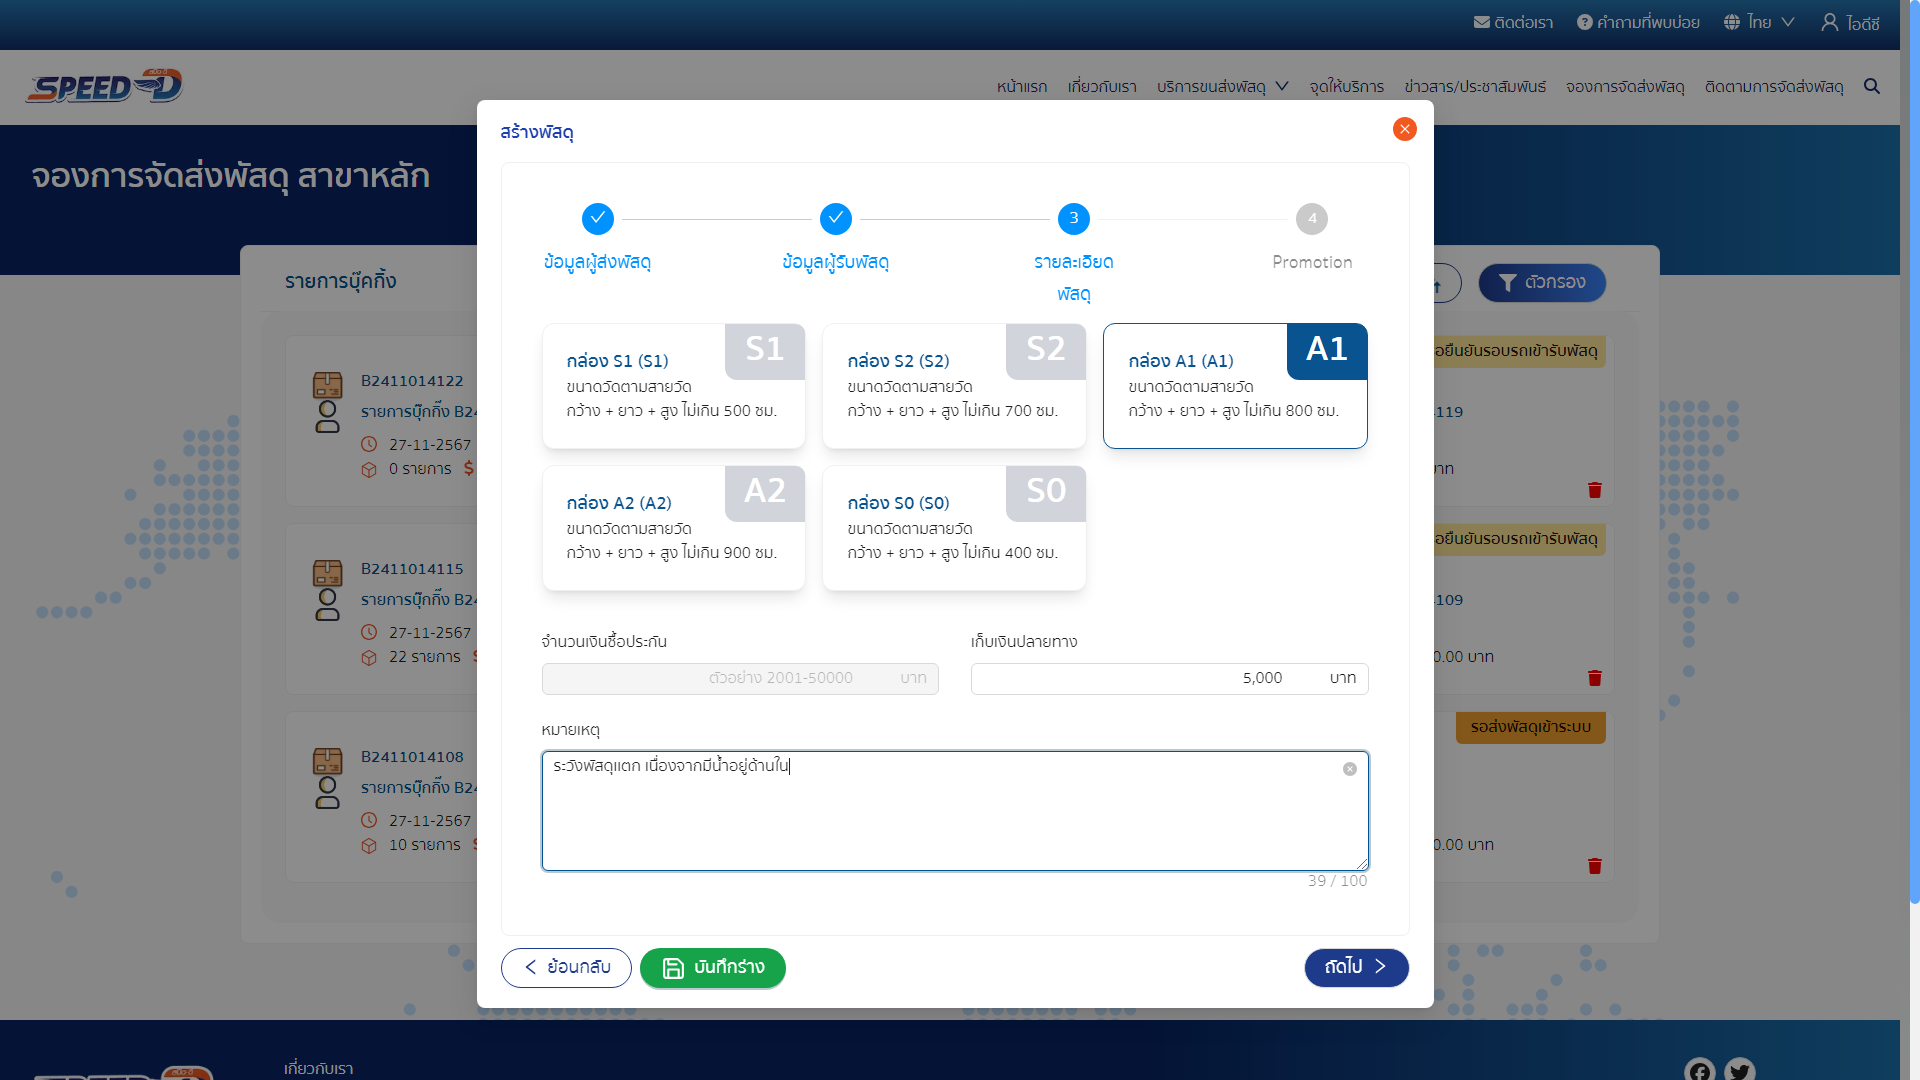 ติดต่อเรา คำถามที่พบบ่อย ไทย ไอดีซี
SPEED-D
หน้าแรก เกี่ยวกับเรา บริการขนส่งพัสดุ จุดให้บริการ ข่าวสาร/ประชาสัมพันธ์ จองการจัดส่งพัสดุ ติดตามการจัดส่งพัสดุ
จองการจัดส่งพัสดุ สาขาหลัก
รายการบุ๊คกิ้ง
ตัวกรอง
B2411014122
รายการบุ๊กกิ้ง B24
27-11-2567
0 รายการ
B2411014115
รายการบุ๊กกิ้ง B24
27-11-2567
22 รายการ
B2411014108
รายการบุ๊กกิ้ง B24
27-11-2567
10 รายการ
อยืนยันรอบรถเข้ารับพัสดุ
119
บาท
อยืนยันรอบรถเข้ารับพัสดุ
109
0.00 บาท
รอส่งพัสดุเข้าระบบ
0.00 บาท
สร้างพัสดุ
3
4
ข้อมูลผู้ส่งพัสดุ
ข้อมูลผู้รับพัสดุ
รายละเอียด
พัสดุ
Promotion
S1
กล่อง S1 (S1)
ขนาดวัดตามสายวัด
กว้าง + ยาว + สูง ไม่เกิน 500 ซม.
S2
กล่อง S2 (S2)
ขนาดวัดตามสายวัด
กว้าง + ยาว + สูง ไม่เกิน 700 ซม.
A1
กล่อง A1 (A1)
ขนาดวัดตามสายวัด
กว้าง + ยาว + สูง ไม่เกิน 800 ซม.
A2
กล่อง A2 (A2)
ขนาดวัดตามสายวัด
กว้าง + ยาว + สูง ไม่เกิน 900 ซม.
S0
กล่อง S0 (S0)
ขนาดวัดตามสายวัด
กว้าง + ยาว + สูง ไม่เกิน 400 ซม.
จำนวนเงินซื้อประกัน
ตัวอย่าง 2001-50000 บาท
เก็บเงินปลายทาง
5,000 บาท
หมายเหตุ
ระวังพัสดุแตก เนื่องจากมีน้ำอยู่ด้านใน
39 / 100
ย้อนกลับ
บันทึกร่าง
ถัดไป
เกี่ยวกับเรา